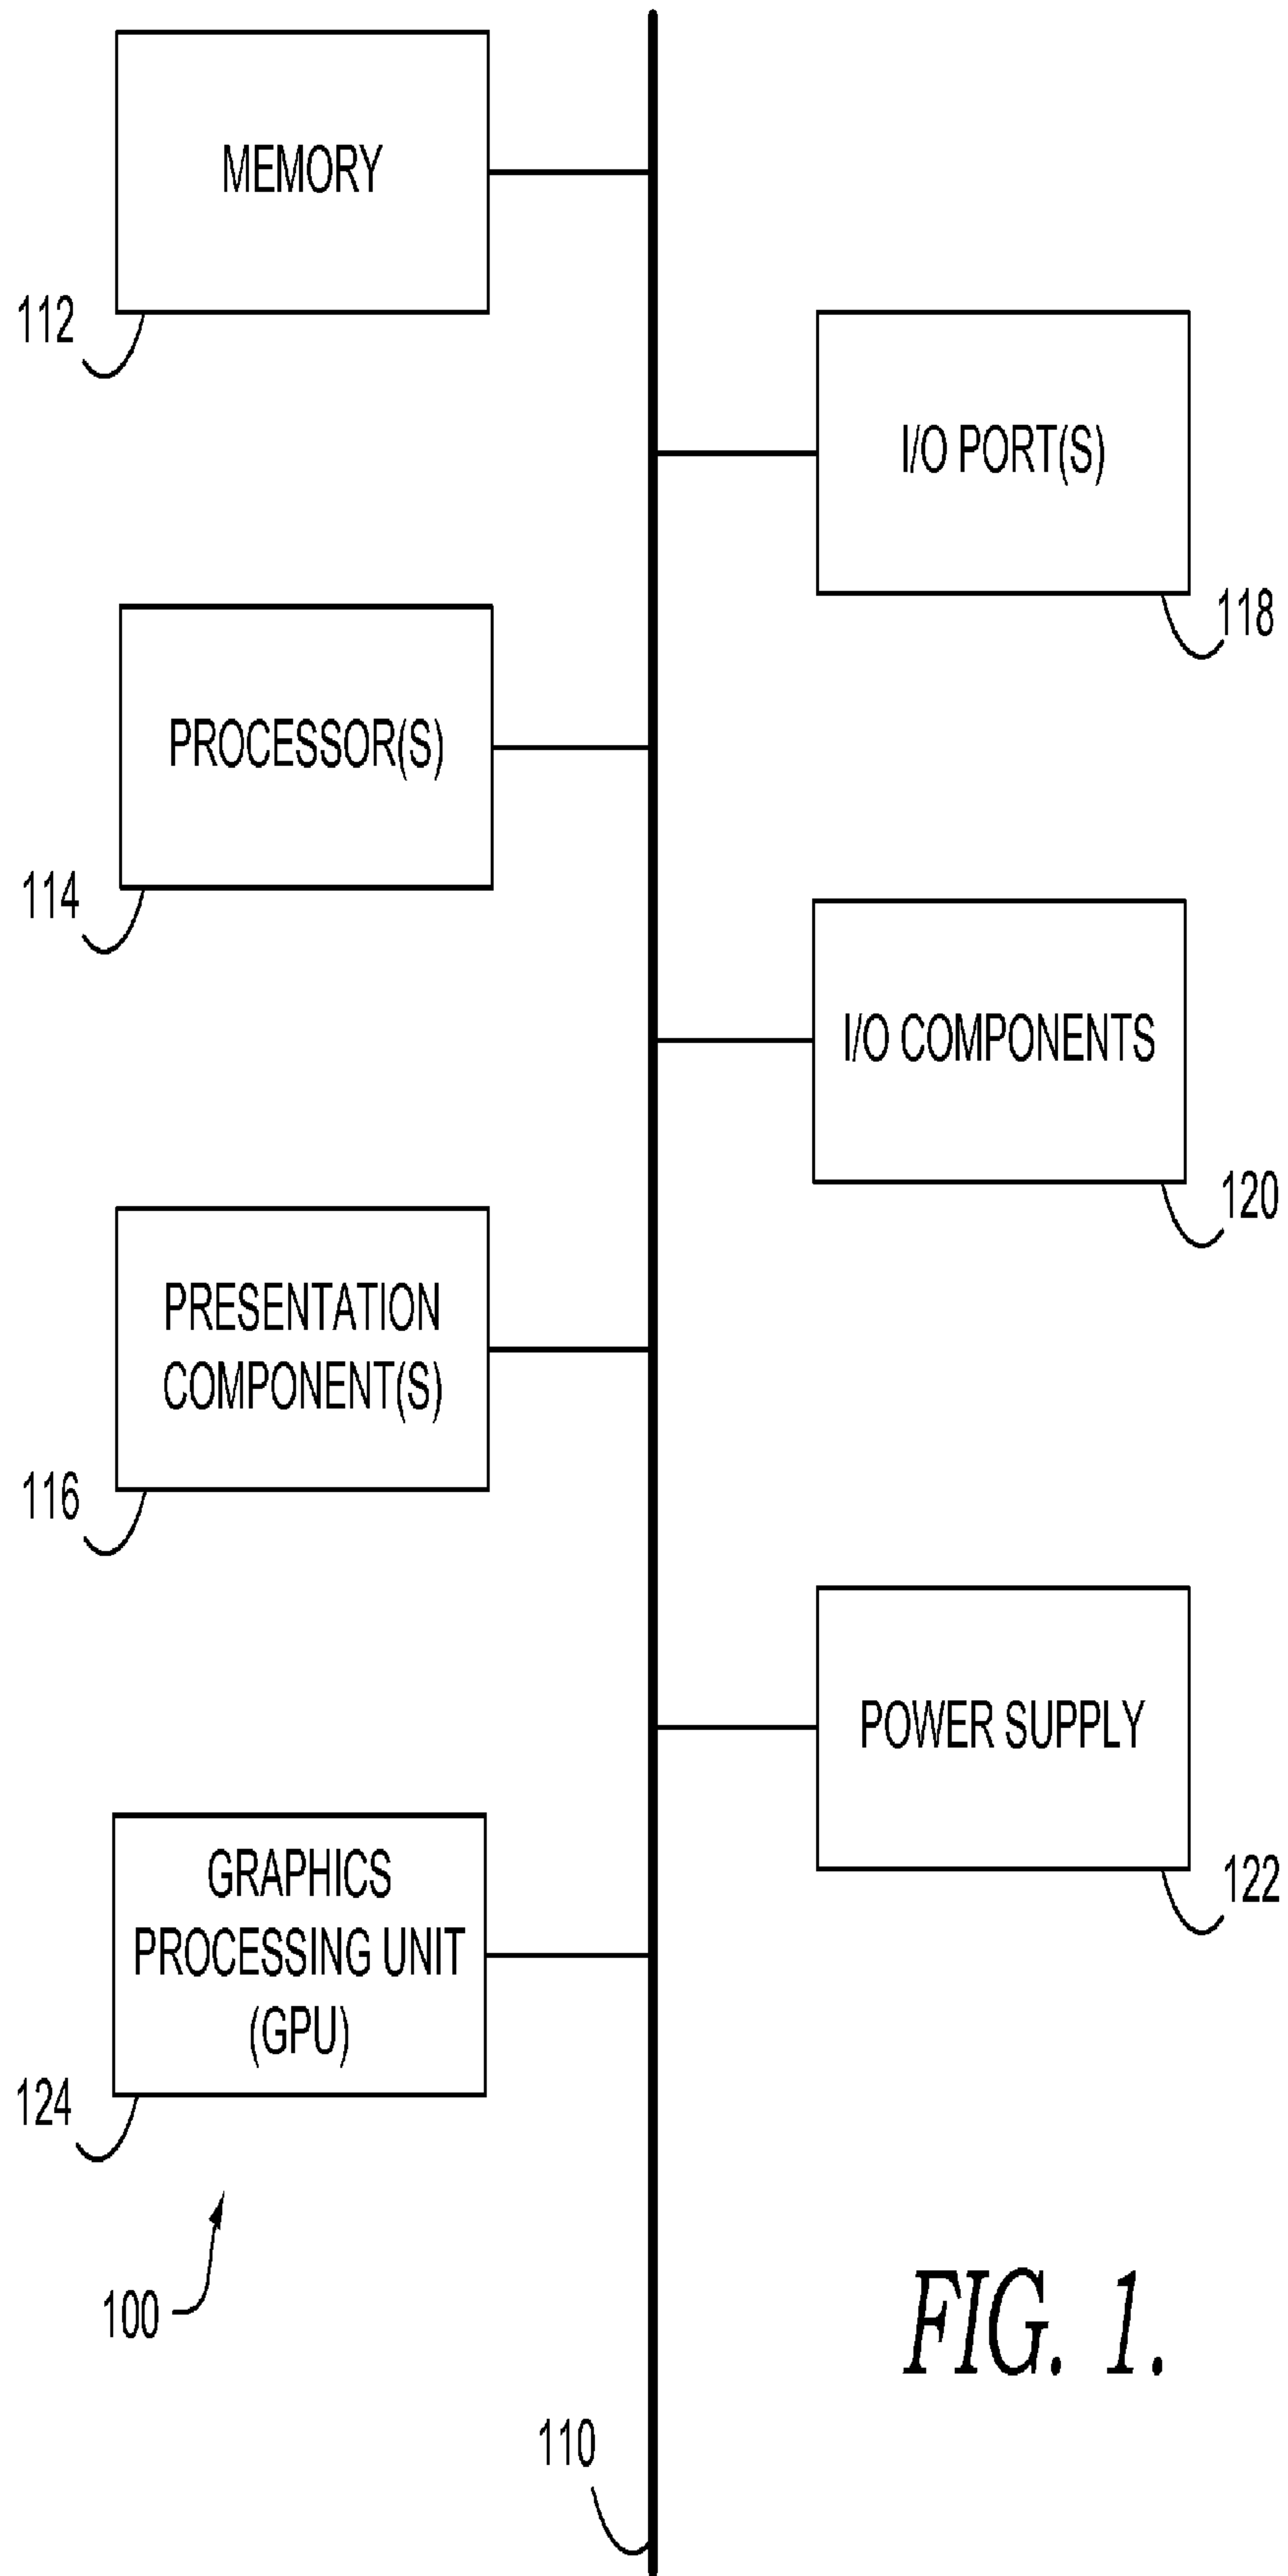 MEMORY
112
I/O PORT(S)
118
PROCESSOR(S)
114
I/O COMPONENTS
120
PRESENTATION
COMPONENT(S)
116
POWER SUPPLY
122
GRAPHICS
PROCESSING UNIT
(GPU)
124
100
FIG. 1.
110